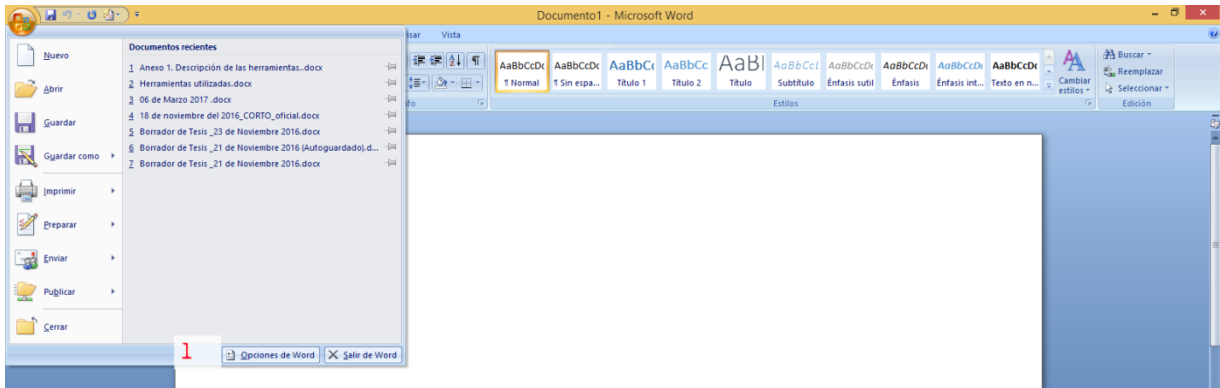 Documento1 - Microsoft Word
isar Vista
Nuevo
Abrir
Guardar
Guardar como
Imprimir
Preparar
Enviar
Publicar
Cerrar
Documentos recientes
1 Anexo 1. Descripción de las herramientas..docx
2 Herramientas utilizadas.docx
3 06 de Marzo 2017 .docx
4 18 de noviembre del 2016_CORTO_oficial.docx
5 Borrador de Tesis _23 de Noviembre 2016.docx
6 Borrador de Tesis _21 de Noviembre 2016 (Autoguardado).d...
7 Borrador de Tesis _21 de Noviembre 2016.docx
1
Opciones de Word
Salir de Word
AaBbCcDc AaBbCcDc AaBbCc AaBbCc AaBl AaBbCcl AaBbCcDc AaBbCcDc AaBbCcDc AaBbCcDc
¶ Normal ¶ Sin espa... Título 1 Título 2 Título Subtítulo Énfasis sutil Énfasis Énfasis int... Texto en n...
Cambiar
estilos
Estilos
Buscar
Reemplazar
Seleccionar
Edición